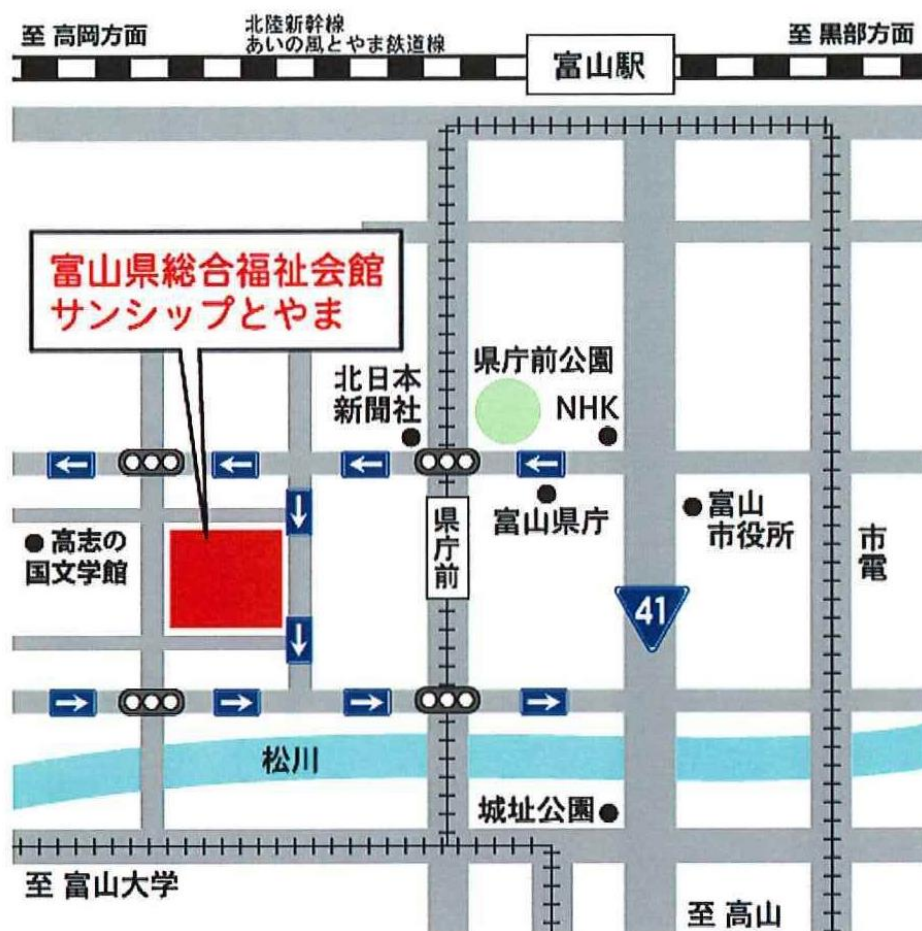 至 高岡方面
北陸新幹線
あいの風とやま鉄道線
至 黒部方面
富山駅
富山県総合福祉会館
サンシップとやま
県庁前公園
北日本
新聞社
NHK
富山県庁
富山
市役所
県庁前
高志の
国文学館
市電
41
松川
城址公園
至 富山大学
至 高山